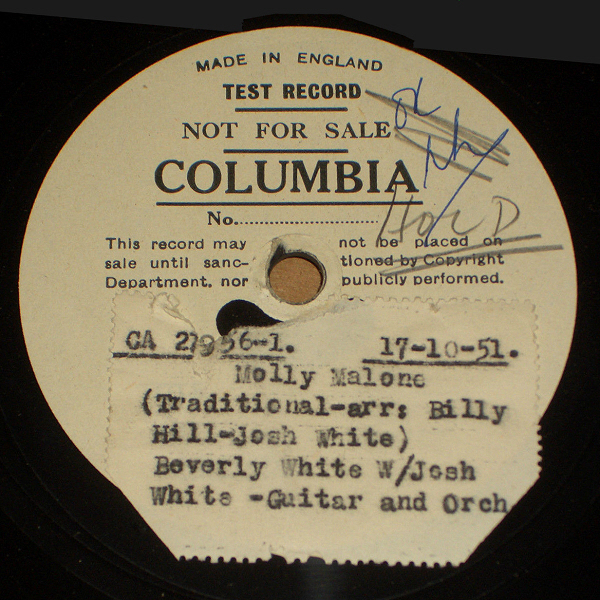 MADE IN ENGLAND
TEST RECORD
NOT FOR SALE
COLUMBIA
No.
HOLD
This record may not be placed on
sale until sanc- tioned by Copyright
Department, nor publicly performed.
CA 27956-1. 17-10-51.
Molly Malone
(Traditional-arr: Billy
Hill-Josh White)
Beverly White W/Josh
White -Guitar and Orch